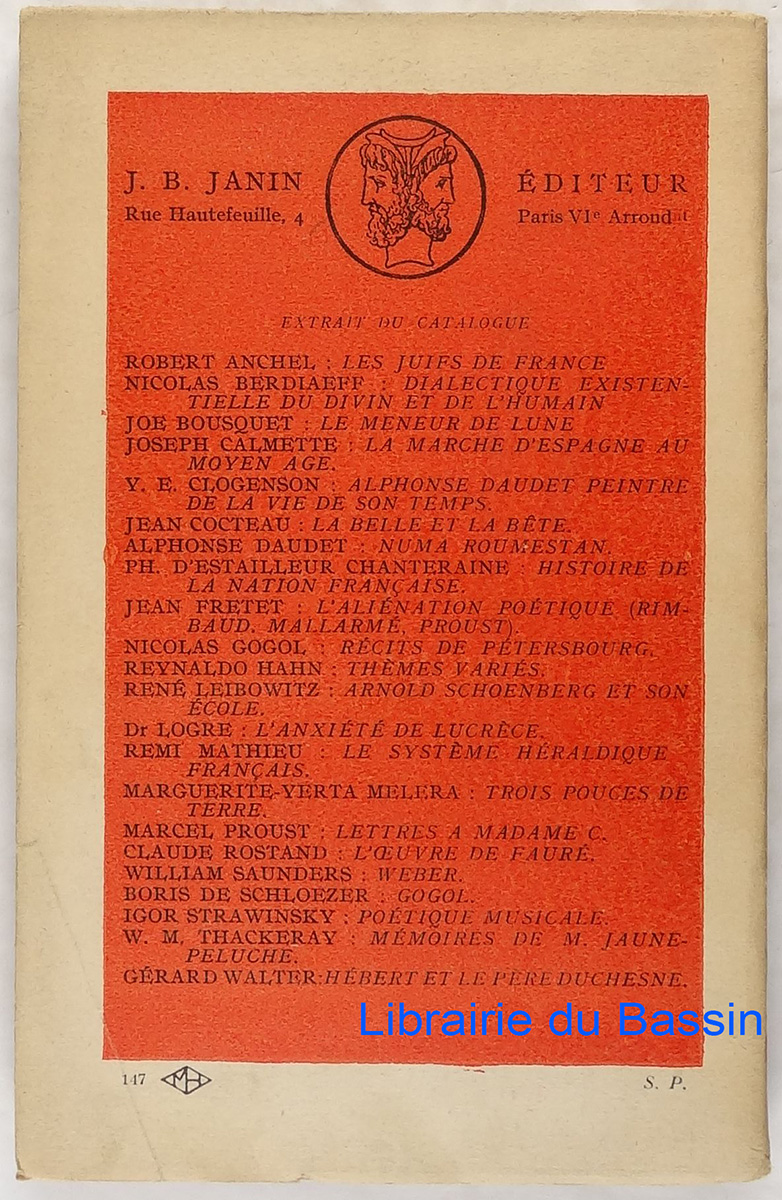 J. B. JANIN
ÉDITEUR
Rue Hautefeuille, 4
Paris VIe Arrondt
EXTRAIT DU CATALOGUE
ROBERT ANCHEL : LES JUIFS DE FRANCE
NICOLAS BERDIAEFF : DIALECTIQUE EXISTEN-
TIELLE DU DIVIN ET DE L'HUMAIN
JOE BOUSQUET : LE MENEUR DE LUNE
JOSEPH CALMETTE : LA MARCHE D'ESPAGNE AU
MOYEN AGE.
Y. E. CLOGENSON : ALPHONSE DAUDET PEINTRE
DE LA VIE DE SON TEMPS.
JEAN COCTEAU : LA BELLE ET LA BÊTE.
ALPHONSE DAUDET : NUMA ROUMESTAN.
PH. D'ESTAILLEUR CHANTERAINE : HISTOIRE DE
LA NATION FRANÇAISE.
JEAN FRETET : L'ALIÉNATION POÉTIQUE (RIM-
BAUD, MALLARMÉ, PROUST).
NICOLAS GOGOL : RÉCITS DE PÉTERSBOURG.
REYNALDO HAHN : THÈMES VARIÉS.
RENÉ LEIBOWITZ : ARNOLD SCHOENBERG ET SON
ÉCOLE.
Dr LOGRE : L'ANXIÉTÉ DE LUCRÈCE.
REMI MATHIEU : LE SYSTÈME HÉRALDIQUE
FRANÇAIS.
MARGUERITE-YERTA MELERA : TROIS POUCES DE
TERRE.
MARCEL PROUST : LETTRES A MADAME C.
CLAUDE ROSTAND : L'ŒUVRE DE FAURÉ.
WILLIAM SAUNDERS : WEBER.
BORIS DE SCHLOEZER : GOGOL.
IGOR STRAWINSKY : POÉTIQUE MUSICALE.
W. M. THACKERAY : MÉMOIRES DE M. JAUNE-
PELUCHE.
GÉRARD WALTER : HÉBERT ET LE PÈRE DUCHESNE.
Librairie du Bassin
147
S. P.